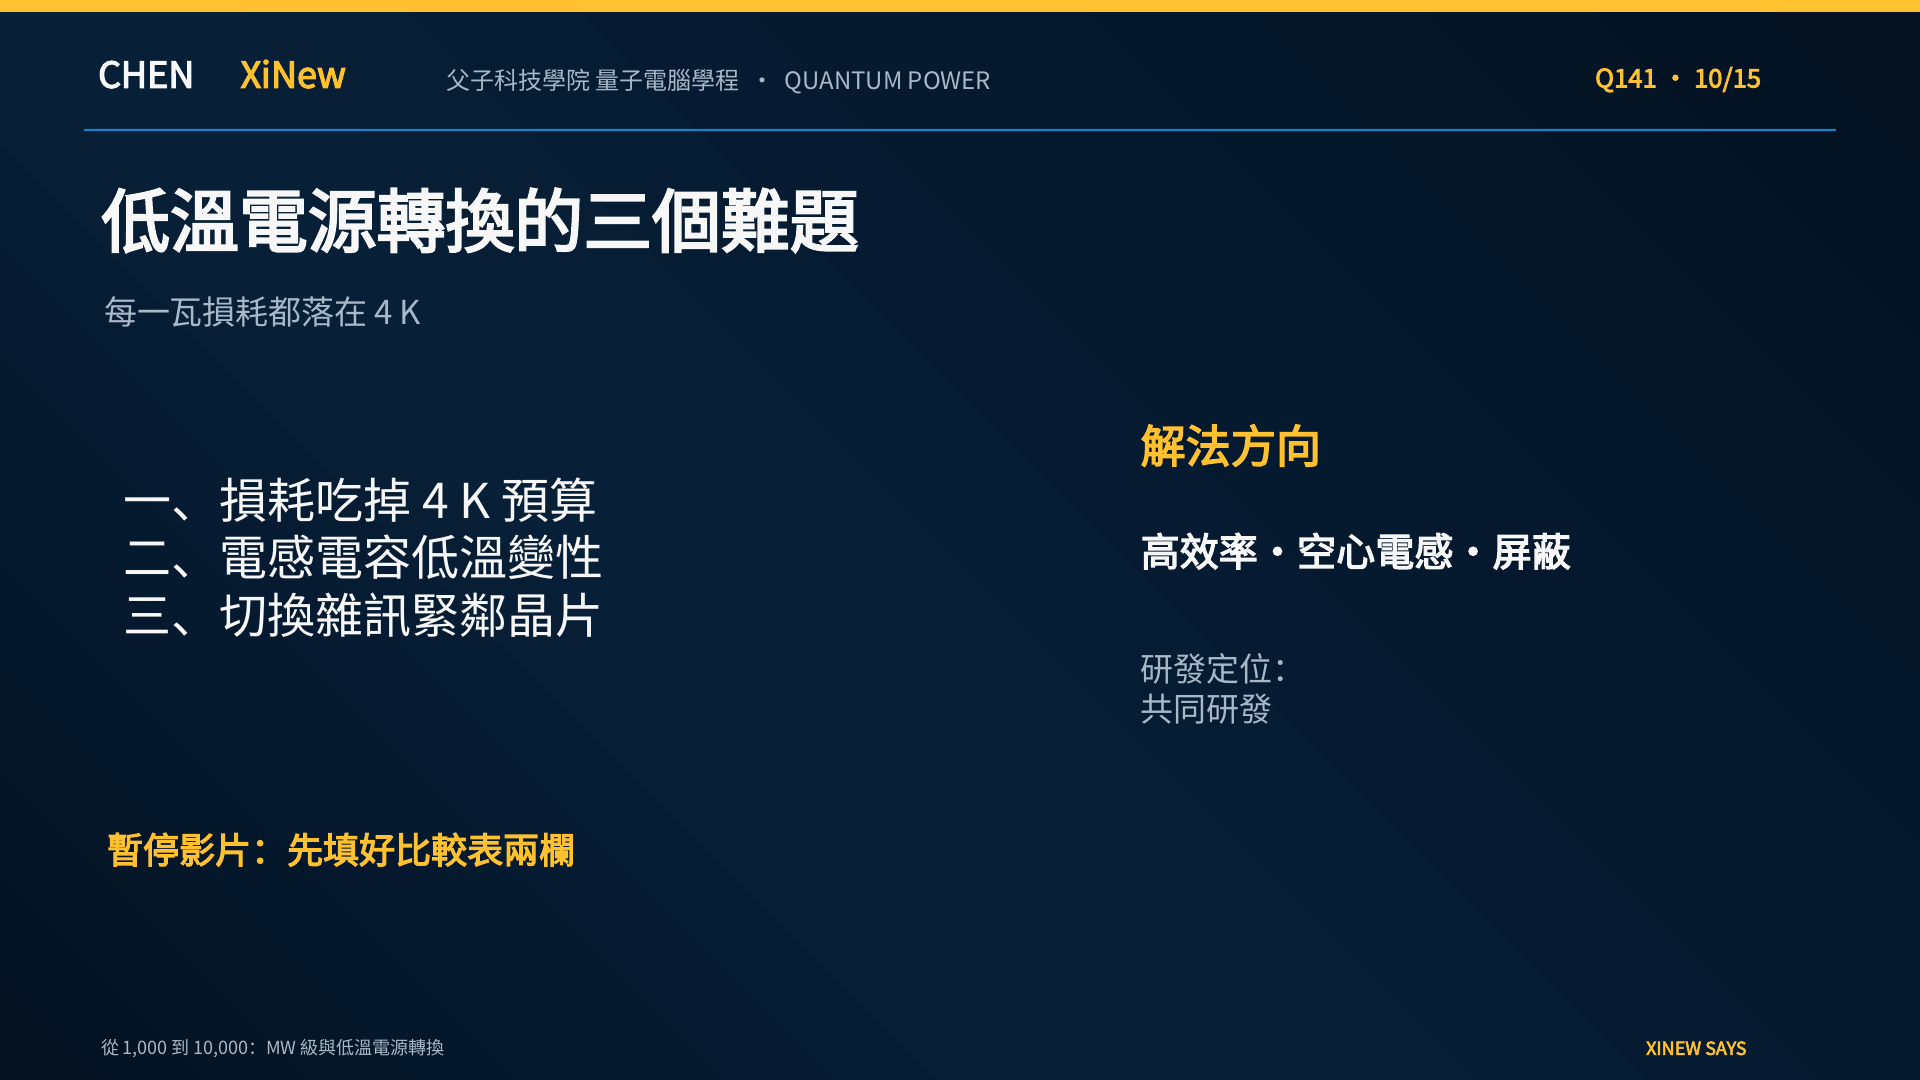 CHEN XiNew 父子科技學院 量子電腦學程 · QUANTUM POWER Q141 · 10/15
低溫電源轉換的三個難題
每一瓦損耗都落在 4 K
一、損耗吃掉 4 K 預算
二、電感電容低溫變性
三、切換雜訊緊鄰晶片
解法方向
高效率・空心電感・屏蔽
研發定位：
共同研發
暫停影片：先填好比較表兩欄
從 1,000 到 10,000：MW 級與低溫電源轉換
XINEW SAYS